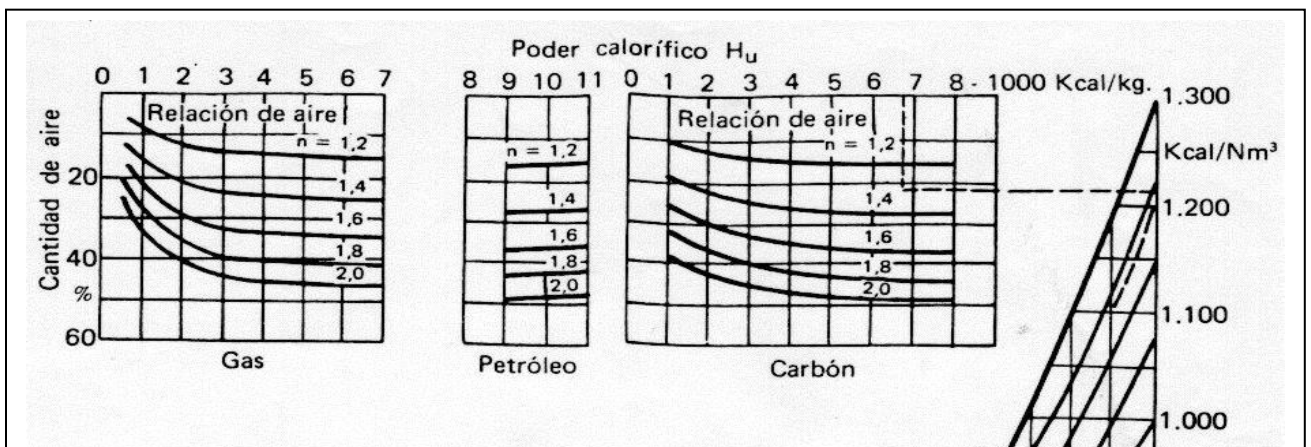 Poder calorífico Hu
0 1 2 3 4 5 6 7
8 9 10 11
0 1 2 3 4 5 6 7 8 · 1000 Kcal/kg.
Cantidad de aire
20
40
%
60
Relación de aire
n = 1,2
1,4
1,6
1,8
2,0
Gas
n = 1,2
1,4
1,6
1,8
2,0
Petróleo
Relación de aire
n = 1,2
1,4
1,6
1,8
2,0
Carbón
1.300
Kcal/Nm³
1.200
1.100
1.000